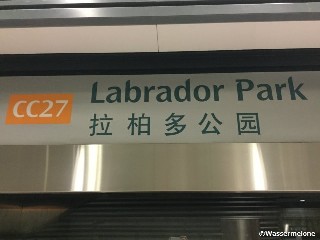 CC27
Labrador Park
拉柏多公园
©Wassermelone